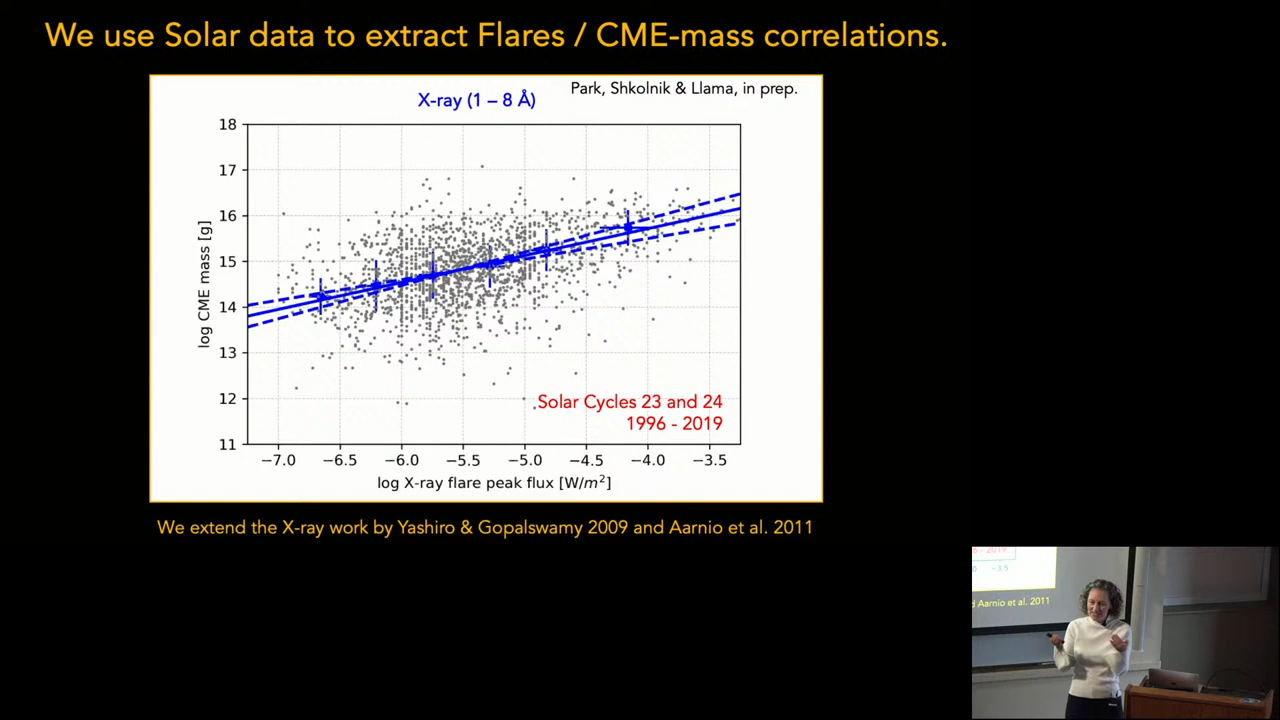 We use Solar data to extract Flares / CME-mass correlations.
Park, Shkolnik & Llama, in prep.
X-ray (1 – 8 Å)
18
17
16
15
14
13
12
11
log CME mass [g]
Solar Cycles 23 and 24
1996 - 2019
−7.0 −6.5 −6.0 −5.5 −5.0 −4.5 −4.0 −3.5
log X-ray flare peak flux [W/m²]
We extend the X-ray work by Yashiro & Gopalswamy 2009 and Aarnio et al. 2011
6 - 2019
−3.5
d Aarnio et al. 2011